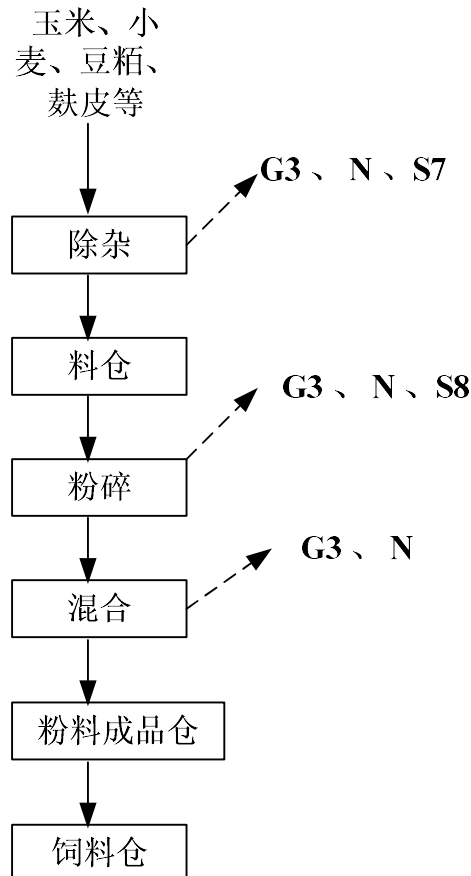 玉米、小
麦、豆粕、
麸皮等
G3 、 N 、S7
除杂
料仓
G3 、 N 、S8
粉碎
G3 、 N
混合
粉料成品仓
饲料仓